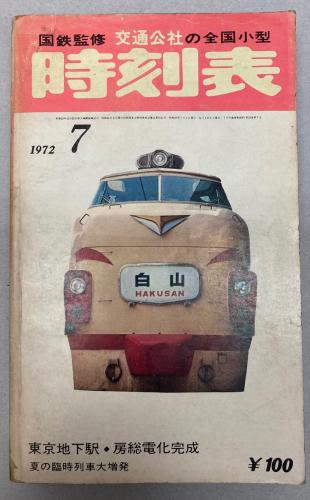 国鉄監修 交通公社の全国小型
時刻表
1972 7
白山
HAKUSAN
東京地下駅◆房総電化完成
夏の臨時列車大増発
¥100